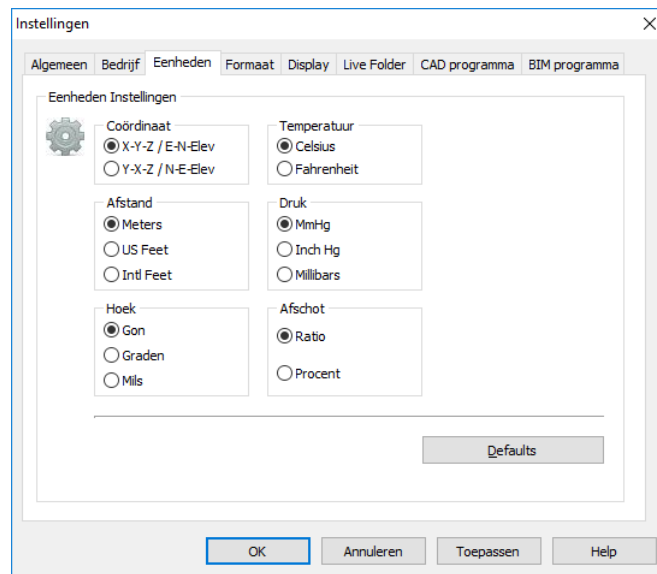 Instellingen
Algemeen Bedrijf Eenheden Formaat Display Live Folder CAD programma BIM programma
Eenheden Instellingen
Coördinaat
X-Y-Z / E-N-Elev
Y-X-Z / N-E-Elev
Temperatuur
Celsius
Fahrenheit
Afstand
Meters
US Feet
Intl Feet
Druk
MmHg
Inch Hg
Millibars
Hoek
Gon
Graden
Mils
Afschot
Ratio
Procent
Defaults
OK Annuleren Toepassen Help